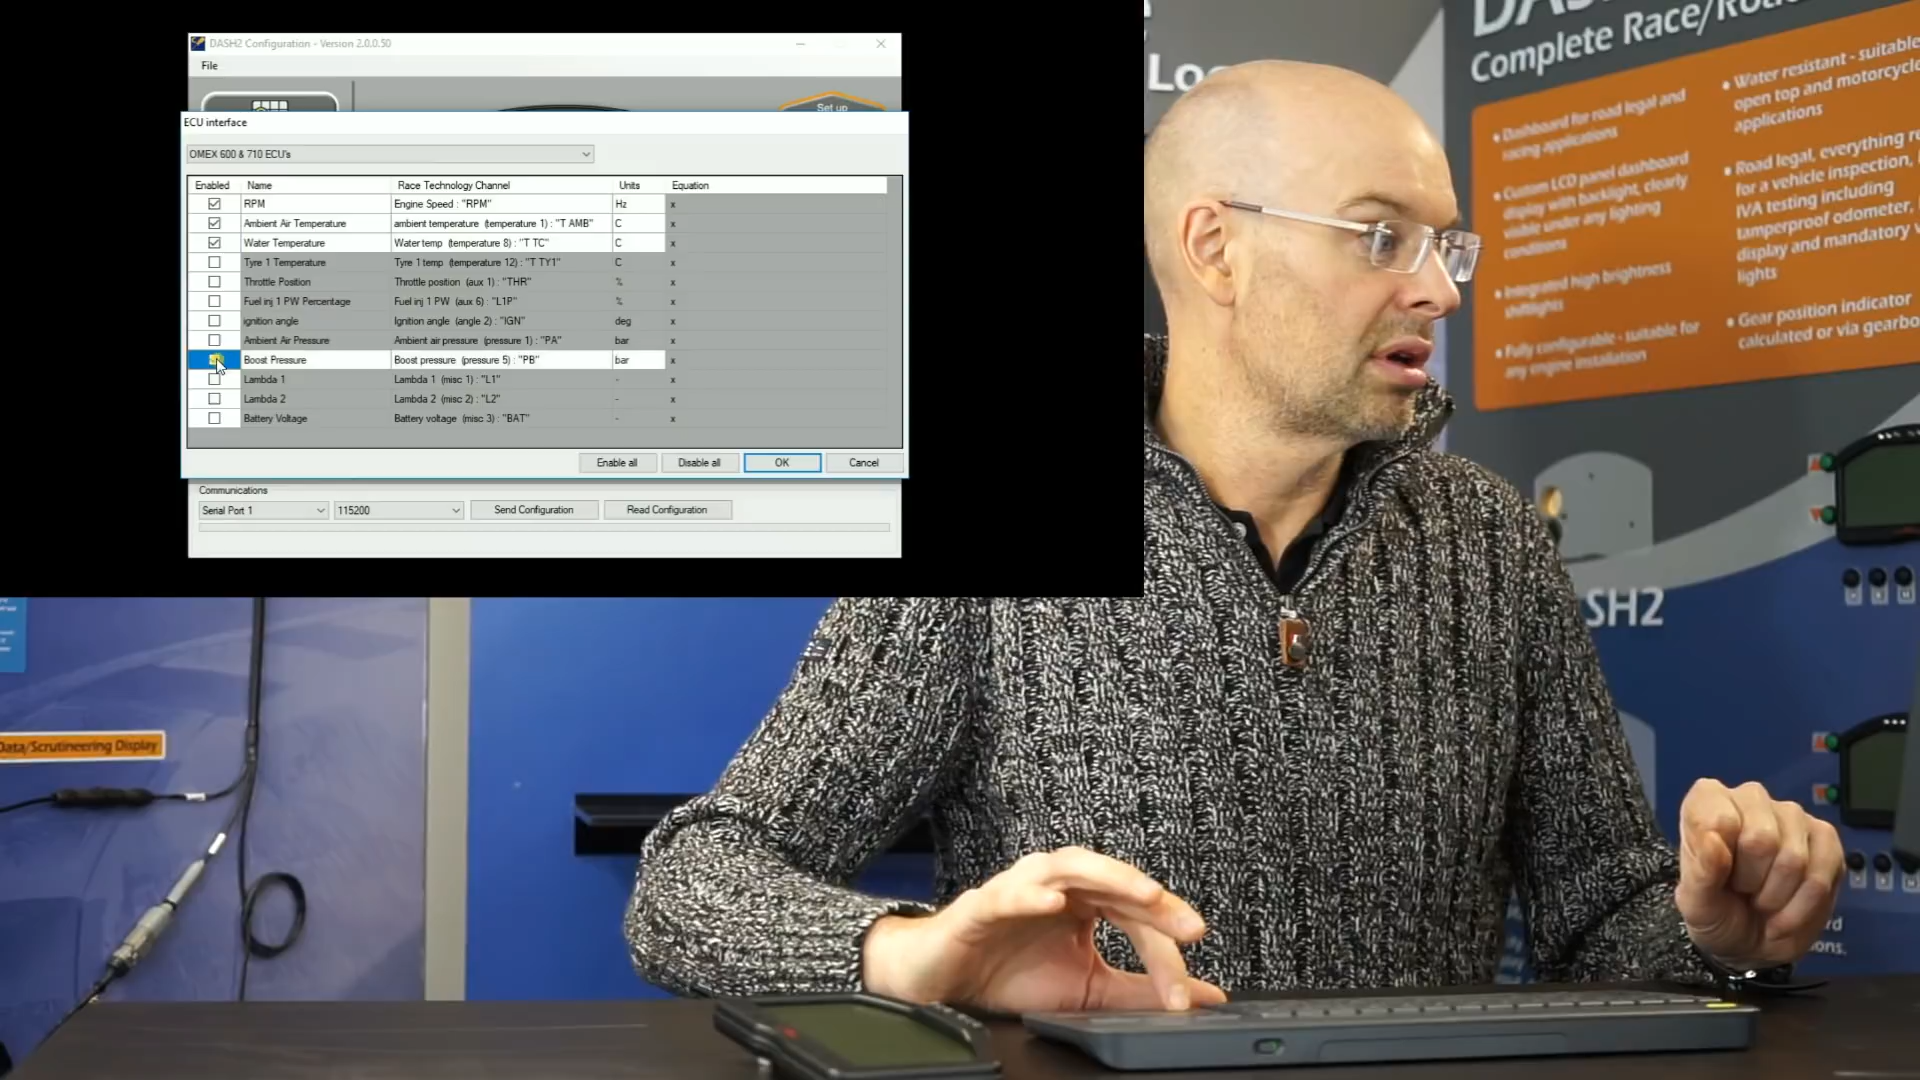 DASH2 Configuration - Version 2.0.0.50
File
Set up
ECU interface
OMEX 600 & 710 ECU's
Enabled Name Race Technology Channel Units Equation
RPM Engine Speed : "RPM" Hz x
Ambient Air Temperature ambient temperature (temperature 1) : "T AMB" C x
Water Temperature Water temp (temperature 8) : "T TC" C x
Tyre 1 Temperature Tyre 1 temp (temperature 12) : "T TY1" C x
Throttle Position Throttle position (aux 1) : "THR" % x
Fuel inj 1 PW Percentage Fuel inj 1 PW (aux 6) : "L1P" % x
ignition angle Ignition angle (angle 2) : "IGN" deg x
Ambient Air Pressure Ambient air pressure (pressure 1) : "PA" bar x
Boost Pressure Boost pressure (pressure 5) : "PB" bar x
Lambda 1 Lambda 1 (misc 1) : "L1" - x
Lambda 2 Lambda 2 (misc 2) : "L2" - x
Battery Voltage Battery voltage (misc 3) : "BAT" - x
Enable all Disable all OK Cancel
Communications
Serial Port 1 115200 Send Configuration Read Configuration
Complete Race/Road
• Dashboard for road legal and
racing applications
• Custom LCD panel dashboard
display with backlight, clearly
visible under any lighting
conditions
• Integrated high brightness
shiftlights
• Fully configurable - suitable for
any engine installation
• Water resistant - suitable
open top and motorcycle
applications
• Road legal, everything
for a vehicle inspection,
IVA testing including
tamperproof odometer,
display and mandatory
lights
• Gear position indicator
calculated or via gearbo
SH2
Data/Scrutineering Display